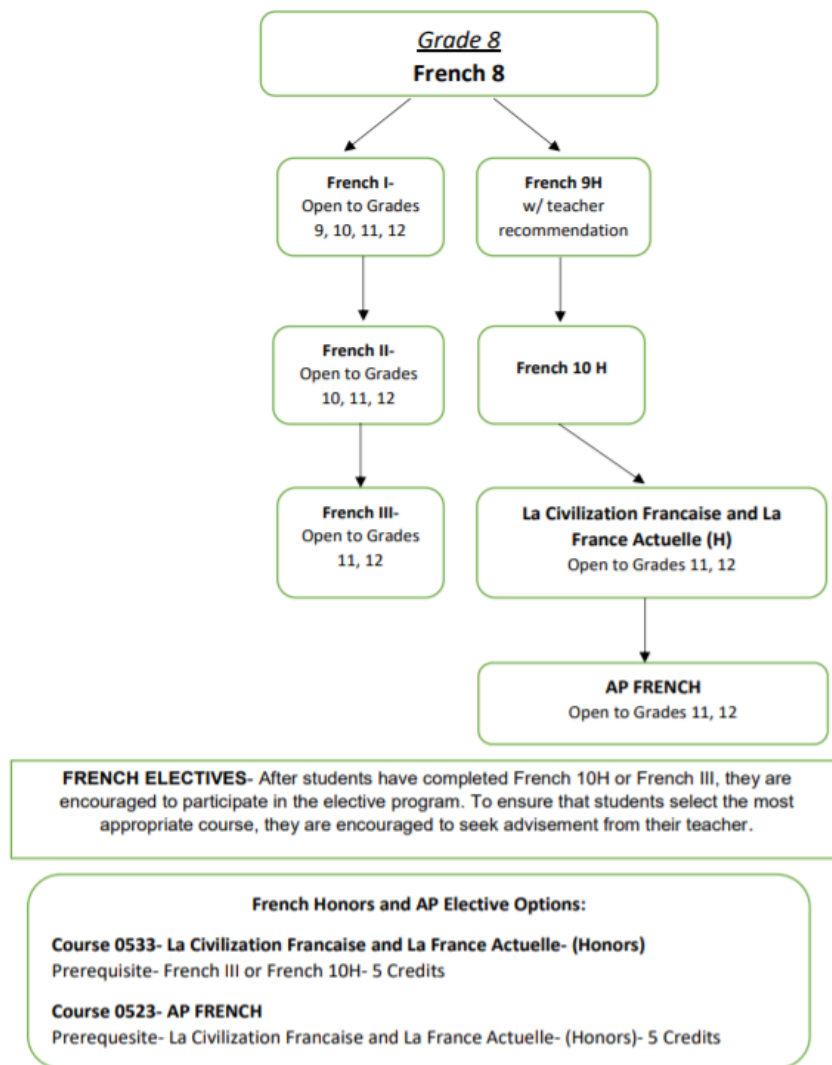 Grade 8
French 8
French I-
Open to Grades
9, 10, 11, 12
French 9H
w/ teacher
recommendation
French II-
Open to Grades
10, 11, 12
French 10 H
French III-
Open to Grades
11, 12
La Civilization Francaise and La
France Actuelle (H)
Open to Grades 11, 12
AP FRENCH
Open to Grades 11, 12
FRENCH ELECTIVES- After students have completed French 10H or French III, they are
encouraged to participate in the elective program. To ensure that students select the most
appropriate course, they are encouraged to seek advisement from their teacher.
French Honors and AP Elective Options:
Course 0533- La Civilization Francaise and La France Actuelle- (Honors)
Prerequisite- French III or French 10H- 5 Credits
Course 0523- AP FRENCH
Prerequesite- La Civilization Francaise and La France Actuelle- (Honors)- 5 Credits